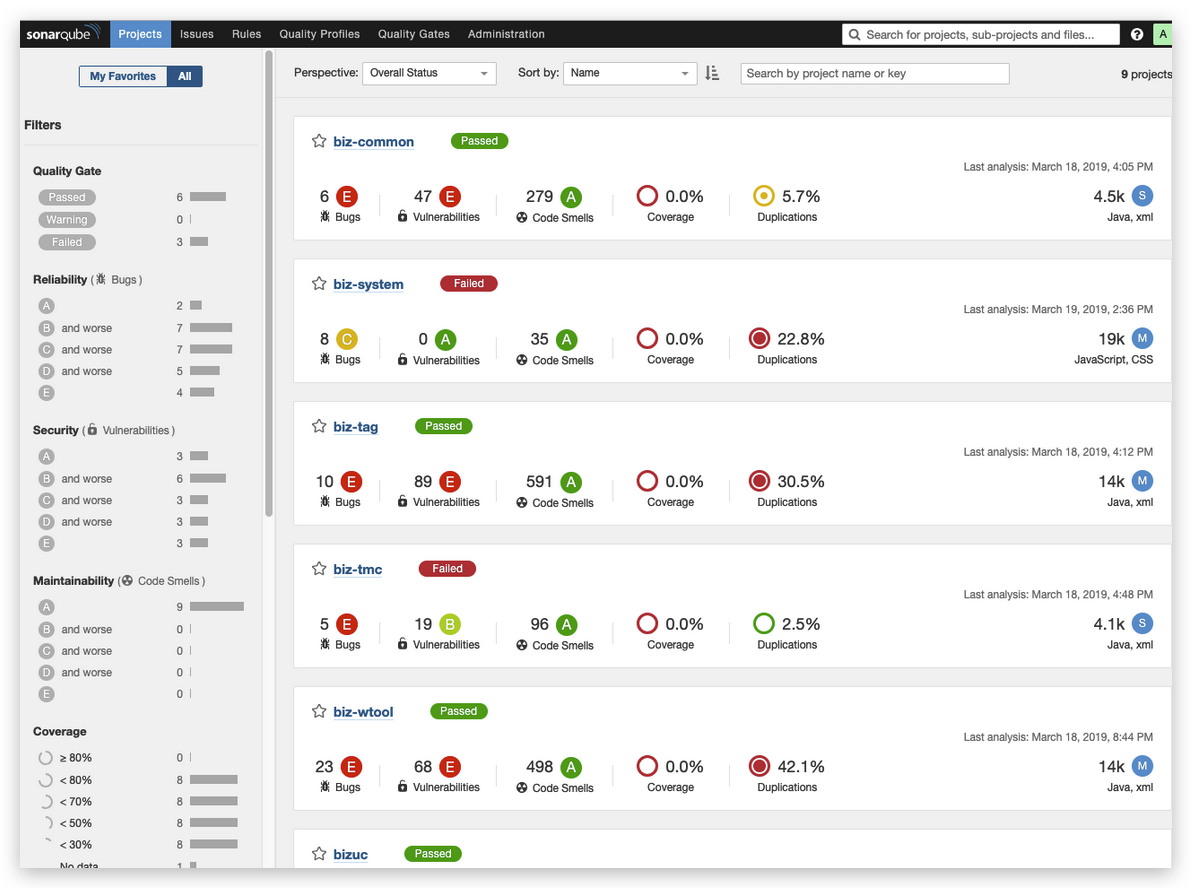 sonarqube Projects Issues Rules Quality Profiles Quality Gates Administration Search for projects, sub-projects and files... ? A
My Favorites All
Filters
Quality Gate
Passed 6
Warning 0
Failed 3
Reliability ( Bugs )
A 2
B and worse 7
C and worse 7
D and worse 5
E 4
Security ( Vulnerabilities )
A 3
B and worse 6
C and worse 3
D and worse 3
E 3
Maintainability ( Code Smells )
A 9
B and worse 0
C and worse 0
D and worse 0
E 0
Coverage
≥ 80% 0
< 80% 8
< 70% 8
< 50% 8
< 30% 8
No data 1
Perspective: Overall Status Sort by: Name Search by project name or key 9 projects
biz-common Passed
Last analysis: March 18, 2019, 4:05 PM
6 E 47 E 279 A 0.0% 5.7% 4.5k S
Bugs Vulnerabilities Code Smells Coverage Duplications Java, xml
biz-system Failed
Last analysis: March 19, 2019, 2:36 PM
8 C 0 A 35 A 0.0% 22.8% 19k M
Bugs Vulnerabilities Code Smells Coverage Duplications JavaScript, CSS
biz-tag Passed
Last analysis: March 18, 2019, 4:12 PM
10 E 89 E 591 A 0.0% 30.5% 14k M
Bugs Vulnerabilities Code Smells Coverage Duplications Java, xml
biz-tmc Failed
Last analysis: March 18, 2019, 4:48 PM
5 E 19 B 96 A 0.0% 2.5% 4.1k S
Bugs Vulnerabilities Code Smells Coverage Duplications Java, xml
biz-wtool Passed
Last analysis: March 18, 2019, 8:44 PM
23 E 68 E 498 A 0.0% 42.1% 14k M
Bugs Vulnerabilities Code Smells Coverage Duplications Java, xml
bizuc Passed